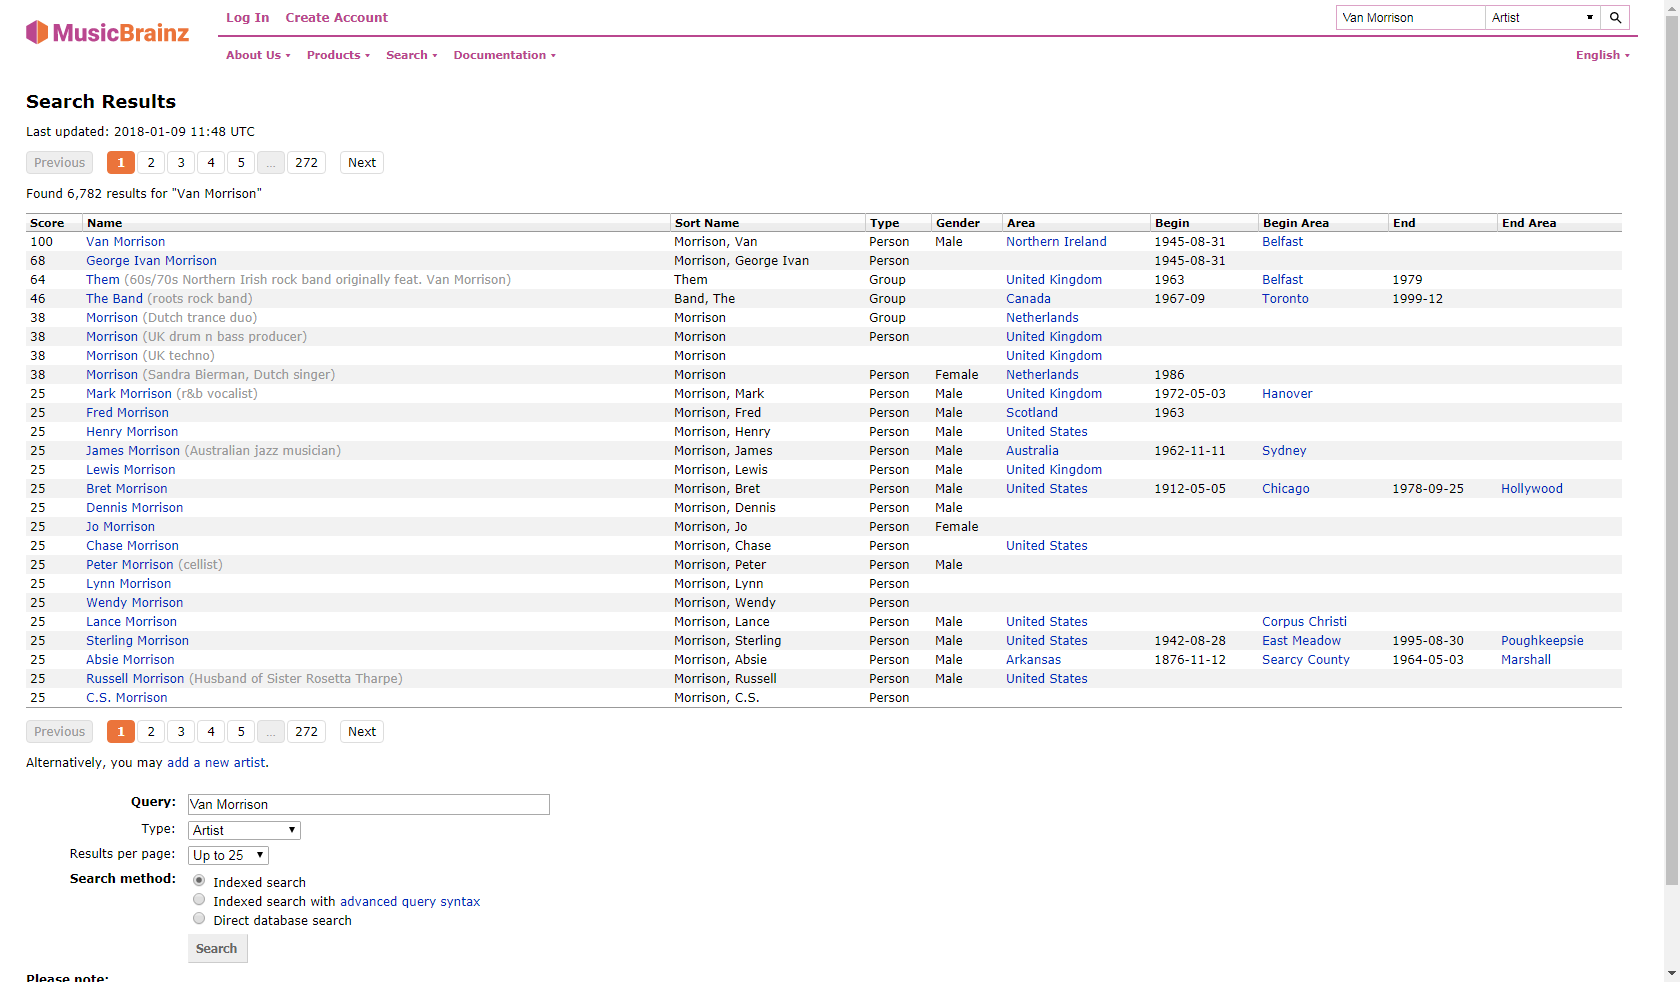 MusicBrainz
Log In Create Account
Van Morrison Artist
About Us Products Search Documentation English
Search Results
Last updated: 2018-01-09 11:48 UTC
Previous 1 2 3 4 5 ... 272 Next
Found 6,782 results for "Van Morrison"
Score Name Sort Name Type Gender Area Begin Begin Area End End Area
100 Van Morrison Morrison, Van Person Male Northern Ireland 1945-08-31 Belfast
68 George Ivan Morrison Morrison, George Ivan Person 1945-08-31
64 Them (60s/70s Northern Irish rock band originally feat. Van Morrison) Them Group United Kingdom 1963 Belfast 1979
46 The Band (roots rock band) Band, The Group Canada 1967-09 Toronto 1999-12
38 Morrison (Dutch trance duo) Morrison Group Netherlands
38 Morrison (UK drum n bass producer) Morrison Person United Kingdom
38 Morrison (UK techno) Morrison United Kingdom
38 Morrison (Sandra Bierman, Dutch singer) Morrison Person Female Netherlands 1986
25 Mark Morrison (r&b vocalist) Morrison, Mark Person Male United Kingdom 1972-05-03 Hanover
25 Fred Morrison Morrison, Fred Person Male Scotland 1963
25 Henry Morrison Morrison, Henry Person Male United States
25 James Morrison (Australian jazz musician) Morrison, James Person Male Australia 1962-11-11 Sydney
25 Lewis Morrison Morrison, Lewis Person Male United Kingdom
25 Bret Morrison Morrison, Bret Person Male United States 1912-05-05 Chicago 1978-09-25 Hollywood
25 Dennis Morrison Morrison, Dennis Person Male
25 Jo Morrison Morrison, Jo Person Female
25 Chase Morrison Morrison, Chase Person United States
25 Peter Morrison (cellist) Morrison, Peter Person Male
25 Lynn Morrison Morrison, Lynn Person
25 Wendy Morrison Morrison, Wendy Person
25 Lance Morrison Morrison, Lance Person Male United States Corpus Christi
25 Sterling Morrison Morrison, Sterling Person Male United States 1942-08-28 East Meadow 1995-08-30 Poughkeepsie
25 Absie Morrison Morrison, Absie Person Male Arkansas 1876-11-12 Searcy County 1964-05-03 Marshall
25 Russell Morrison (Husband of Sister Rosetta Tharpe) Morrison, Russell Person Male United States
25 C.S. Morrison Morrison, C.S. Person
Previous 1 2 3 4 5 ... 272 Next
Alternatively, you may add a new artist.
Query: Van Morrison
Type: Artist
Results per page: Up to 25
Search method: Indexed search
Indexed search with advanced query syntax
Direct database search
Search
Please note: